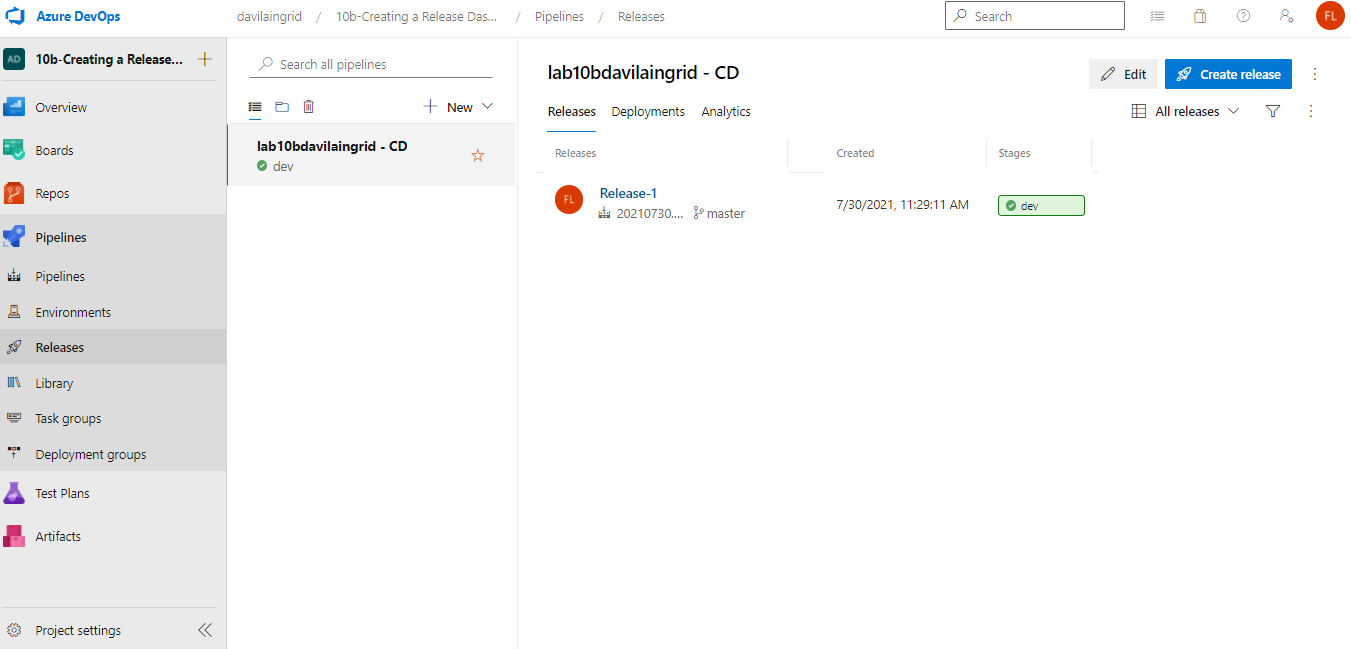 Azure DevOps
davilaingrid / 10b-Creating a Release Das... / Pipelines / Releases
Search
FL
AD 10b-Creating a Release...
Overview
Boards
Repos
Pipelines
Pipelines
Environments
Releases
Library
Task groups
Deployment groups
Test Plans
Artifacts
Project settings
Search all pipelines
New
lab10bdavilaingrid - CD
dev
lab10bdavilaingrid - CD
Edit
Create release
Releases Deployments Analytics
All releases
Releases Created Stages
FL
Release-1
20210730.... master
7/30/2021, 11:29:11 AM
dev